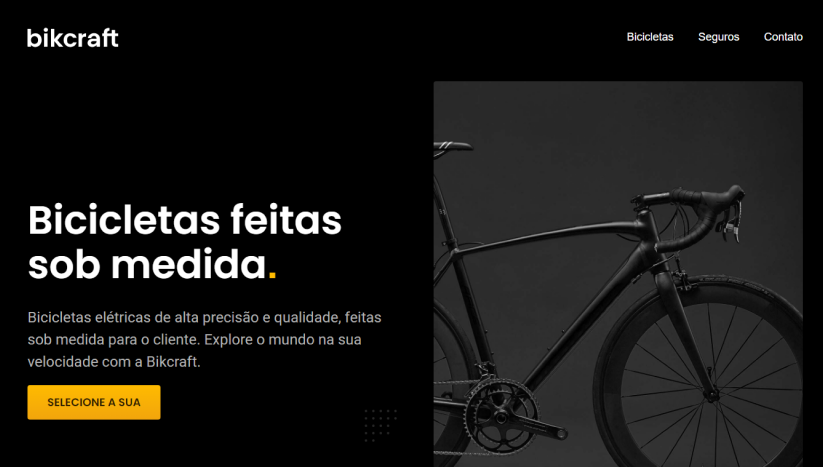 bikcraft
Bicicletas Seguros Contato
Bicicletas feitas
sob medida.
Bicicletas elétricas de alta precisão e qualidade, feitas
sob medida para o cliente. Explore o mundo na sua
velocidade com a Bikcraft.
SELECIONE A SUA